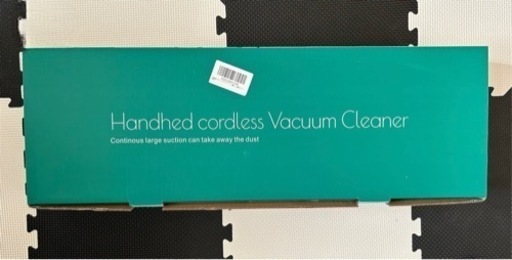 Handhed cordless Vacuum Cleaner
Continous large suction can take away the dust